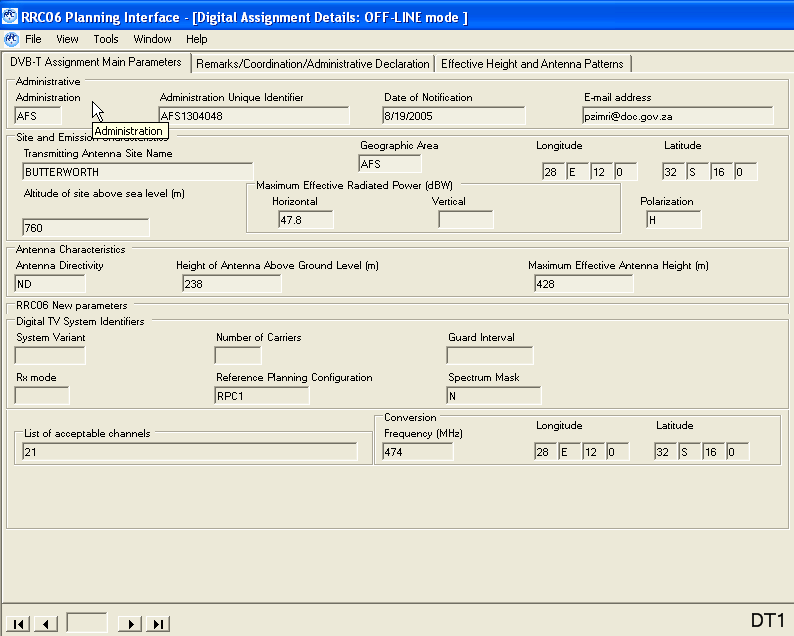 RRC06 Planning Interface - [Digital Assignment Details: OFF-LINE mode ]
File View Tools Window Help
DVB-T Assignment Main Parameters Remarks/Coordination/Administrative Declaration Effective Height and Antenna Patterns
Administrative
Administration Administration Unique Identifier Date of Notification E-mail address
AFS AFS1304048 8/19/2005 pzimri@doc.gov.za
Administration
Site and Emission Characteristics
Transmitting Antenna Site Name Geographic Area Longitude Latitude
BUTTERWORTH AFS 28 E 12 0 32 S 16 0
Altitude of site above sea level (m) Maximum Effective Radiated Power (dBW)
Horizontal Vertical Polarization
760 47.8 H
Antenna Characteristics
Antenna Directivity Height of Antenna Above Ground Level (m) Maximum Effective Antenna Height (m)
ND 238 428
RRC06 New parameters
Digital TV System Identifiers
System Variant Number of Carriers Guard Interval
Rx mode Reference Planning Configuration Spectrum Mask
RPC1 N
Conversion
List of acceptable channels Frequency (MHz) Longitude Latitude
21 474 28 E 12 0 32 S 16 0
DT1